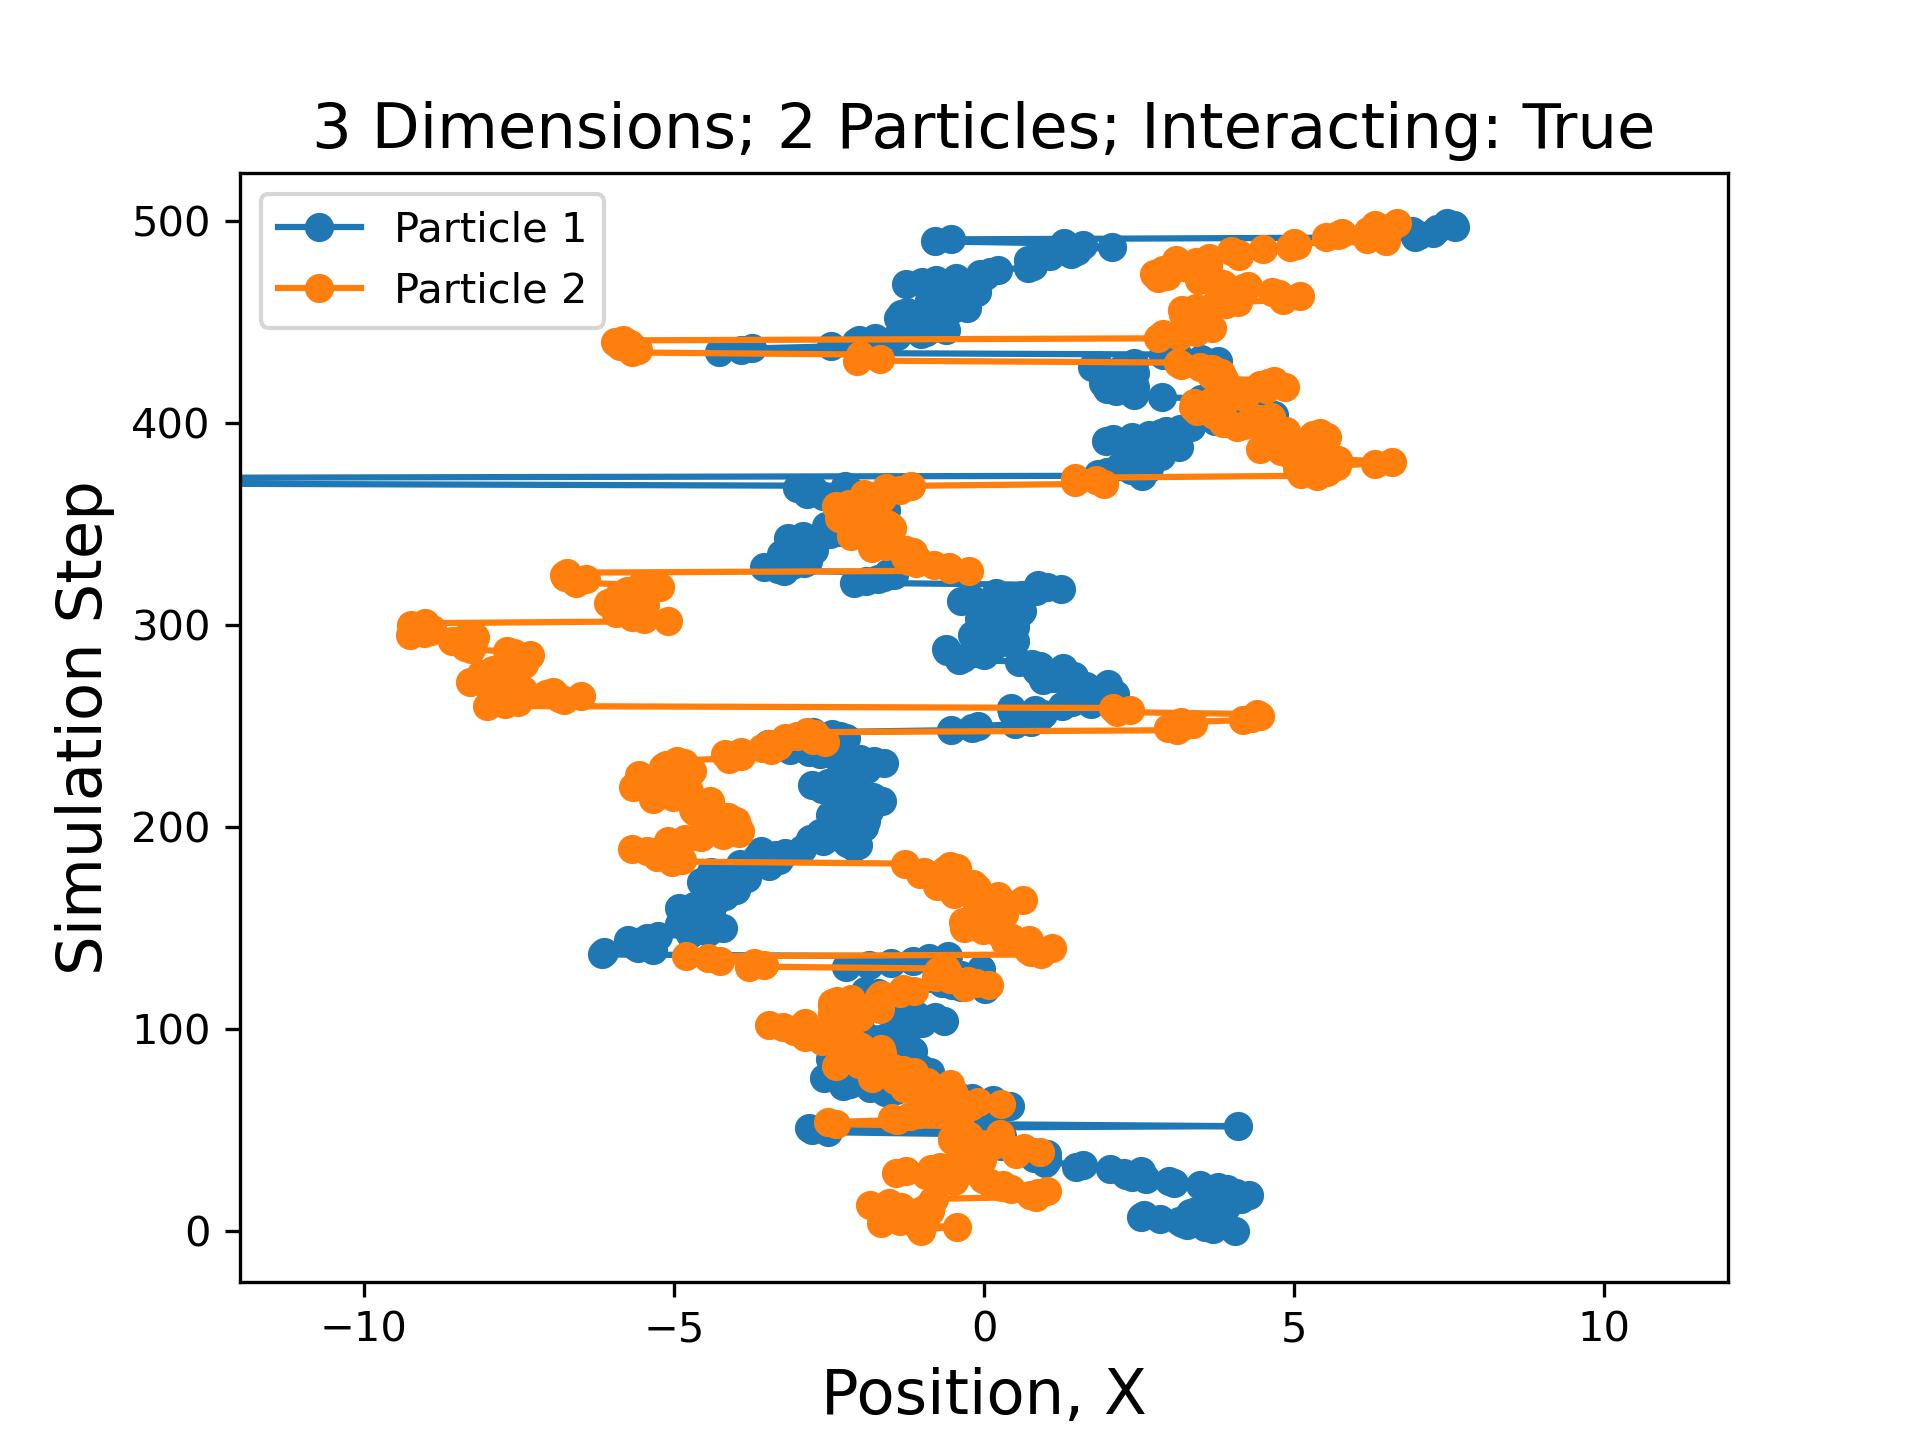 3 Dimensions; 2 Particles; Interacting: True
Particle 1
Particle 2
Simulation Step
500
400
300
200
100
0
−10
−5
0
5
10
Position, X